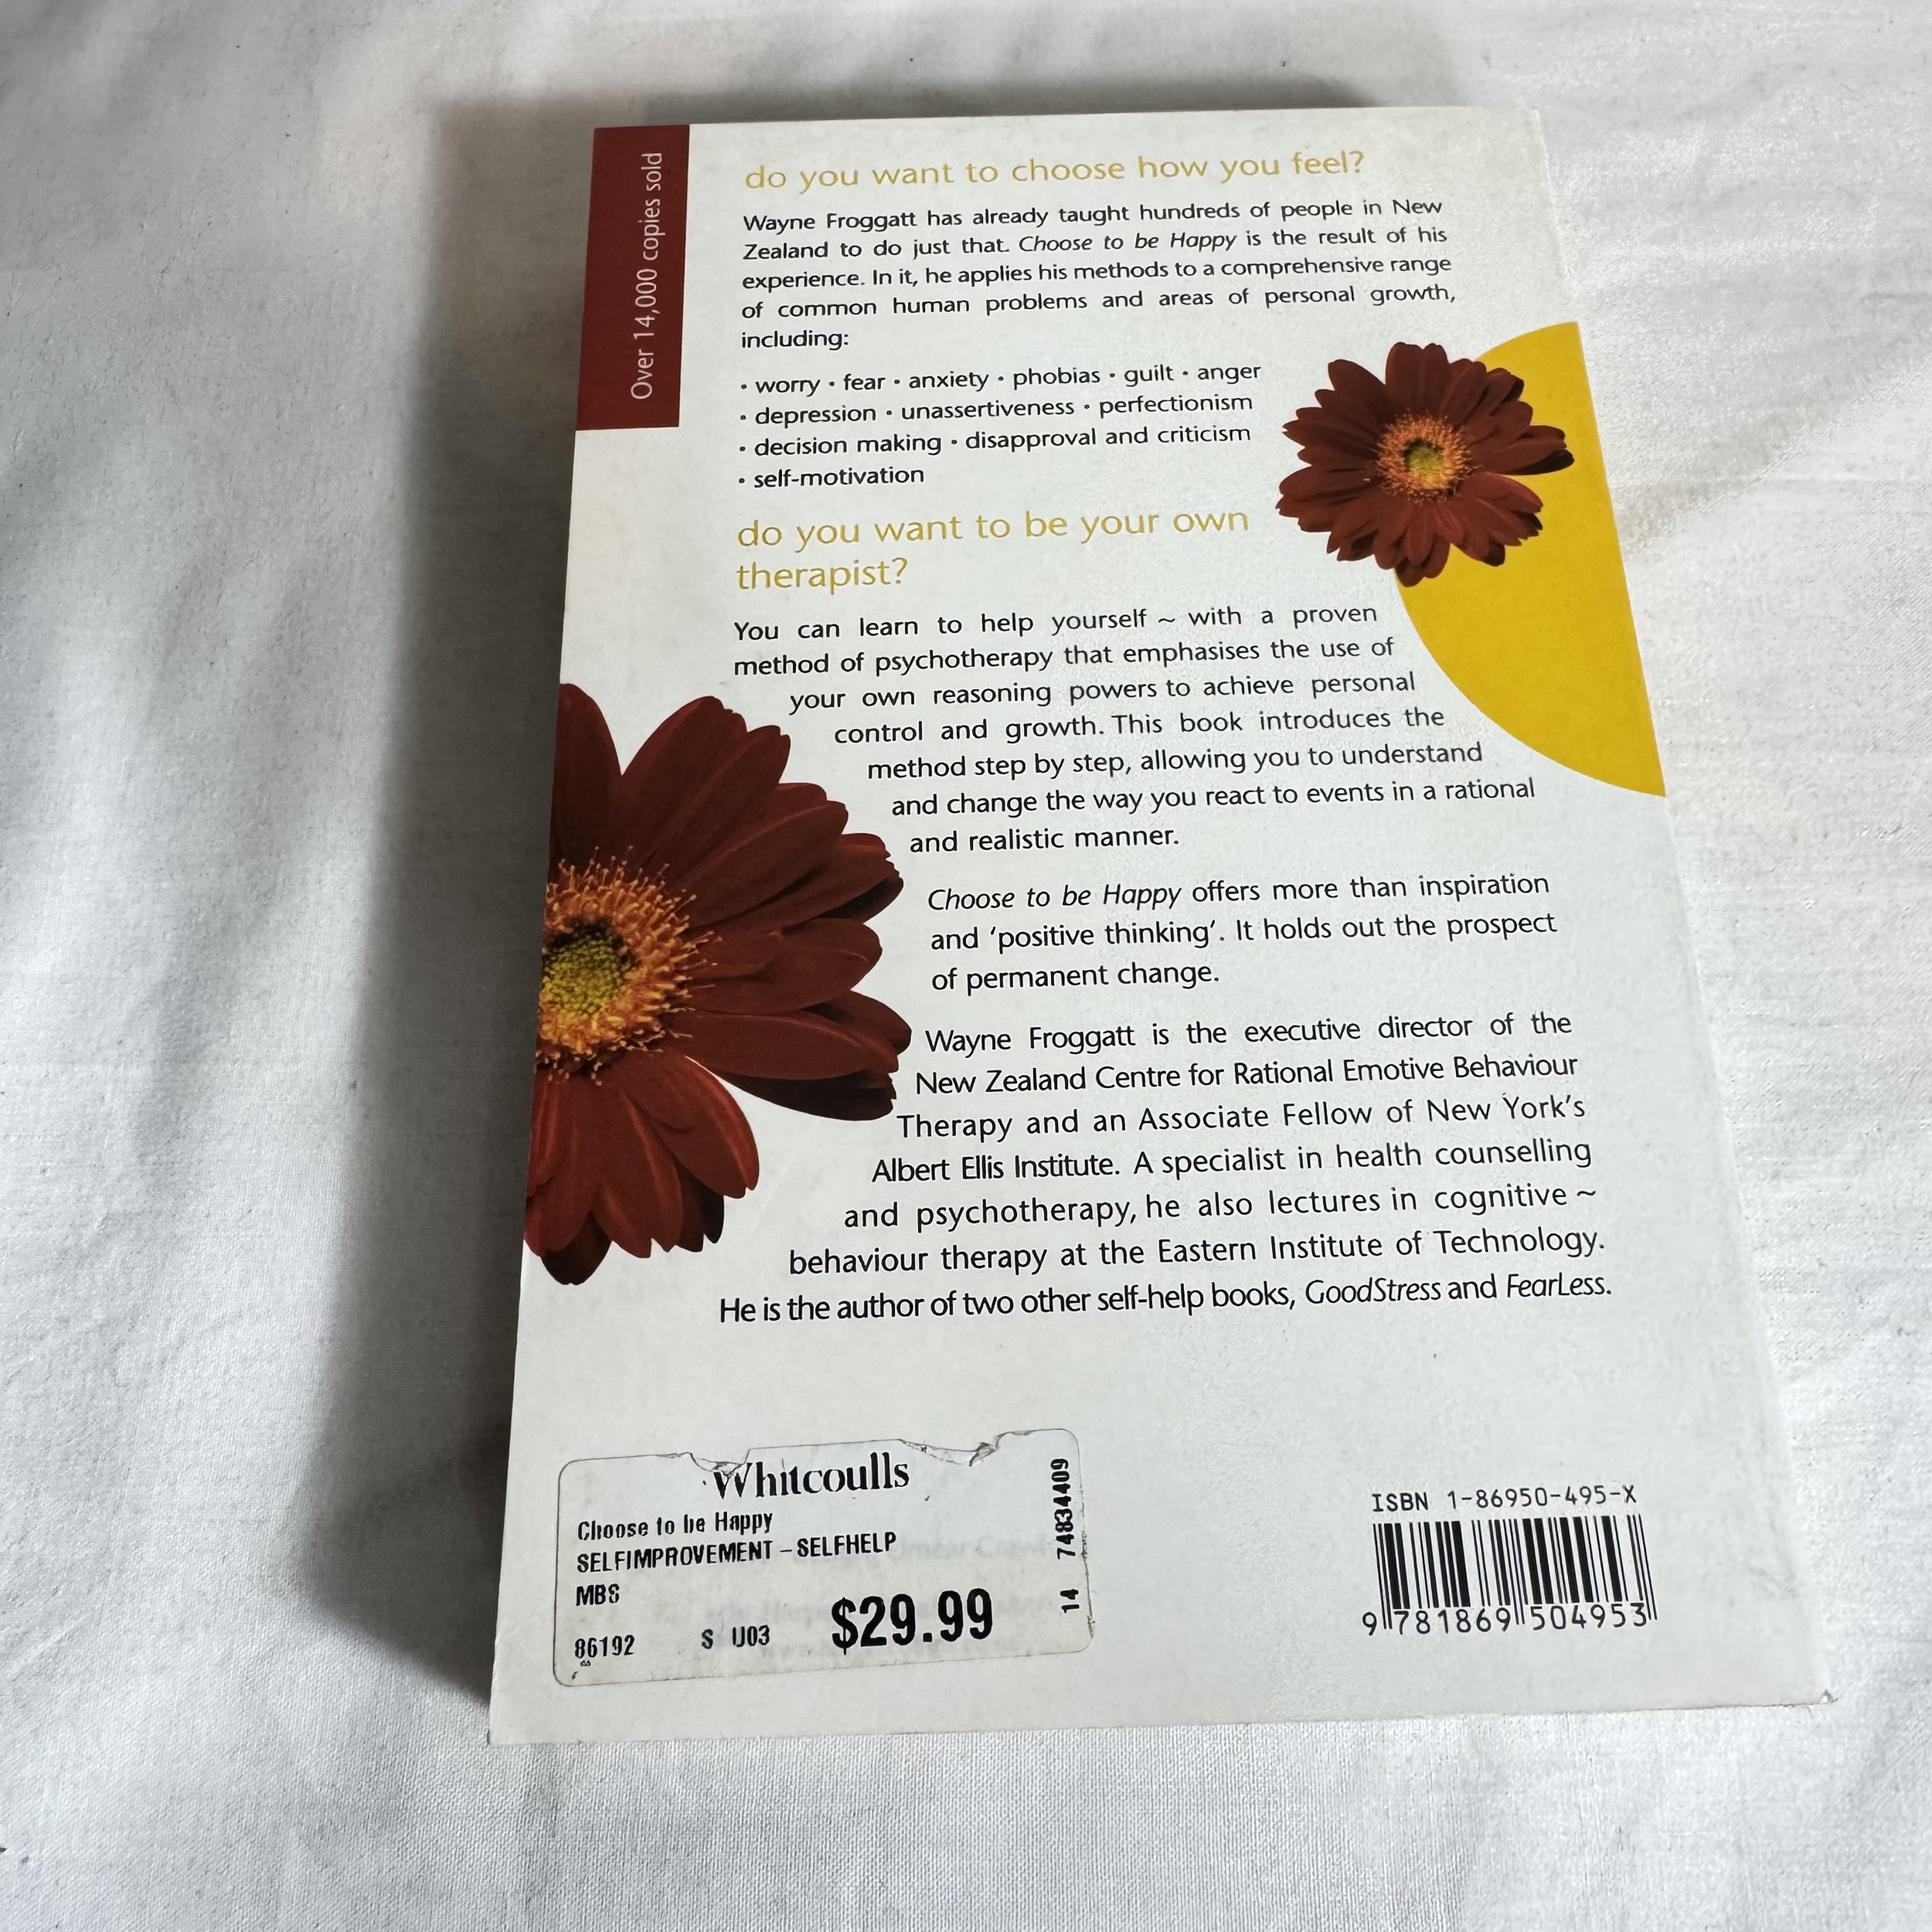 Over 14,000 copies sold
do you want to choose how you feel?
Wayne Froggatt has already taught hundreds of people in New
Zealand to do just that. Choose to be Happy is the result of his
experience. In it, he applies his methods to a comprehensive range
of common human problems and areas of personal growth,
including:
• worry • fear • anxiety • phobias • guilt • anger
• depression • unassertiveness • perfectionism
• decision making • disapproval and criticism
• self-motivation
do you want to be your own
therapist?
You can learn to help yourself ~ with a proven
method of psychotherapy that emphasises the use of
your own reasoning powers to achieve personal
control and growth. This book introduces the
method step by step, allowing you to understand
and change the way you react to events in a rational
and realistic manner.
Choose to be Happy offers more than inspiration
and ‘positive thinking’. It holds out the prospect
of permanent change.
Wayne Froggatt is the executive director of the
New Zealand Centre for Rational Emotive Behaviour
Therapy and an Associate Fellow of New York’s
Albert Ellis Institute. A specialist in health counselling
and psychotherapy, he also lectures in cognitive ~
behaviour therapy at the Eastern Institute of Technology.
He is the author of two other self-help books, GoodStress and FearLess.
Whitcoulls
Choose to be Happy
SELFIMPROVEMENT – SELFHELP
MBS
86192 S U03 $29.99
14 74834409
ISBN 1-86950-495-X
9 781869 504953